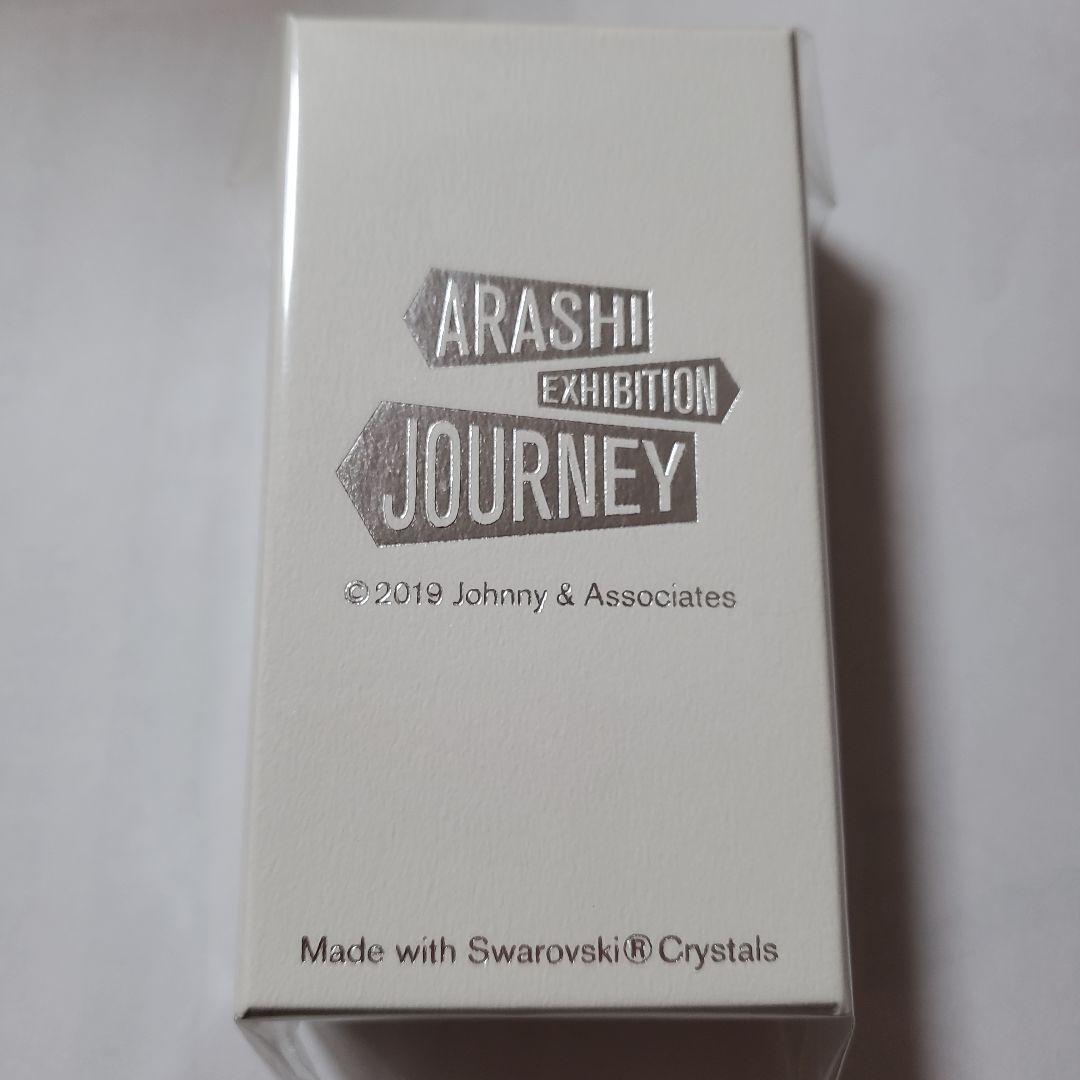 ARASHI
EXHIBITION
JOURNEY
©2019 Johnny & Associates
Made with Swarovski® Crystals